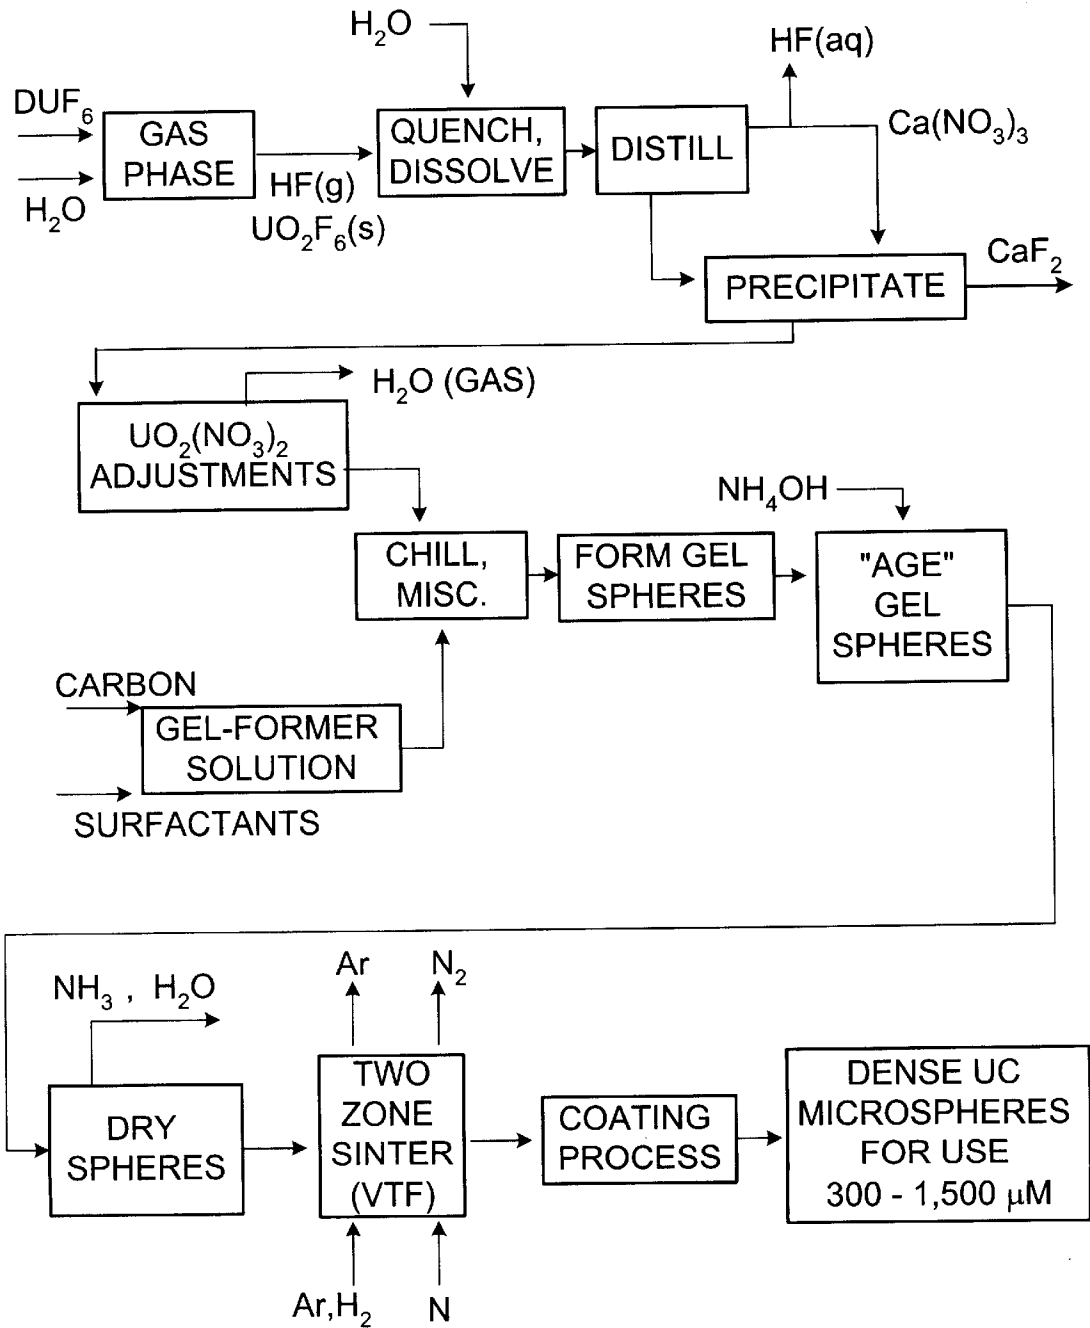 H₂O
HF(aq)
DUF₆
GAS
PHASE
H₂O
HF(g)
UO₂F₆(s)
QUENCH,
DISSOLVE
DISTILL
Ca(NO₃)₃
PRECIPITATE
CaF₂
H₂O (GAS)
UO₂(NO₃)₂
ADJUSTMENTS
NH₄OH
CHILL,
MISC.
FORM GEL
SPHERES
"AGE"
GEL
SPHERES
CARBON
GEL-FORMER
SOLUTION
SURFACTANTS
NH₃ , H₂O
Ar
N₂
DRY
SPHERES
TWO
ZONE
SINTER
(VTF)
Ar,H₂
N
COATING
PROCESS
DENSE UC
MICROSPHERES
FOR USE
300 - 1,500 μM